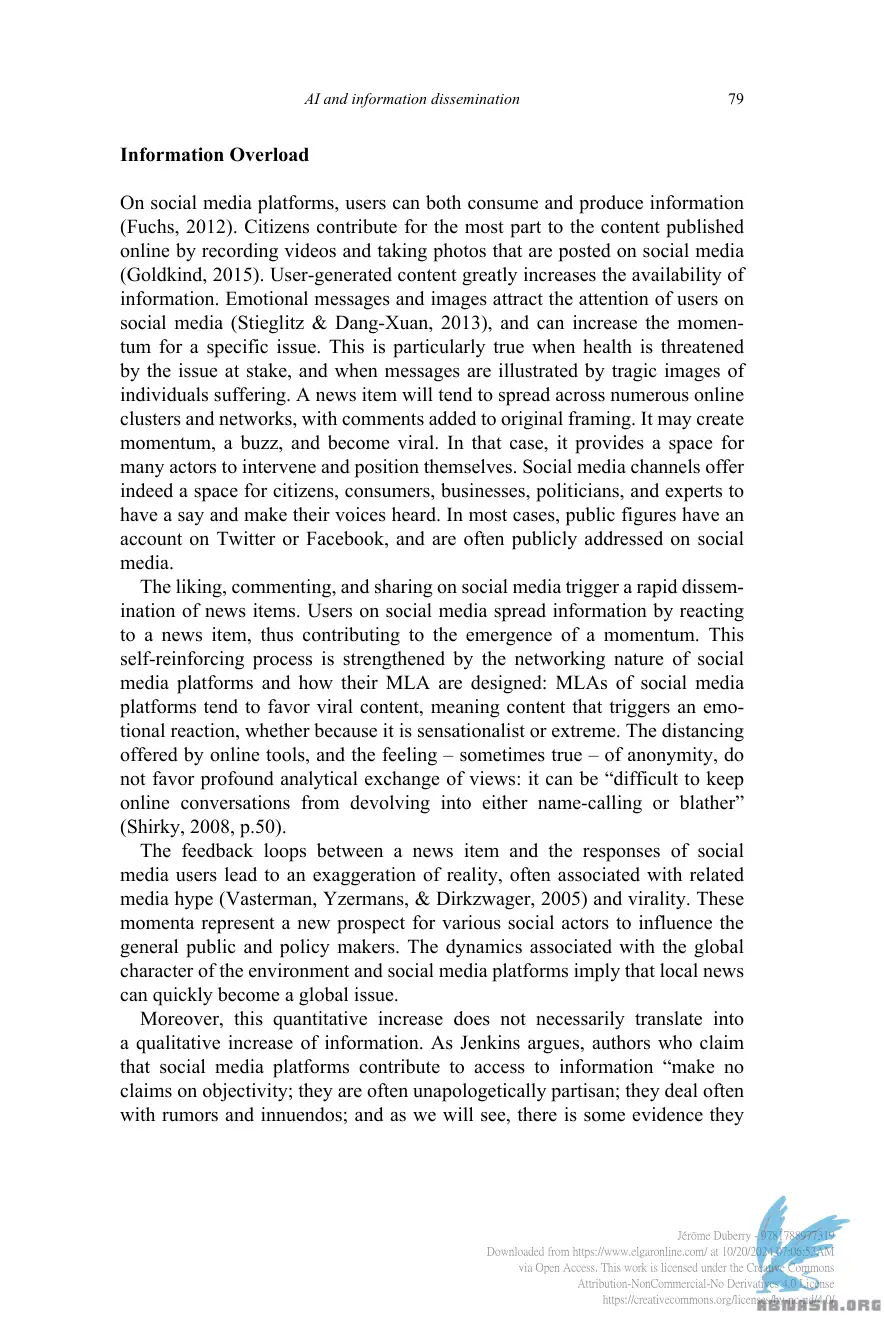 AI and information dissemination 79
Information Overload
On social media platforms, users can both consume and produce information
(Fuchs, 2012). Citizens contribute for the most part to the content published
online by recording videos and taking photos that are posted on social media
(Goldkind, 2015). User-generated content greatly increases the availability of
information. Emotional messages and images attract the attention of users on
social media (Stieglitz & Dang-Xuan, 2013), and can increase the momen-
tum for a specific issue. This is particularly true when health is threatened
by the issue at stake, and when messages are illustrated by tragic images of
individuals suffering. A news item will tend to spread across numerous online
clusters and networks, with comments added to original framing. It may create
momentum, a buzz, and become viral. In that case, it provides a space for
many actors to intervene and position themselves. Social media channels offer
indeed a space for citizens, consumers, businesses, politicians, and experts to
have a say and make their voices heard. In most cases, public figures have an
account on Twitter or Facebook, and are often publicly addressed on social
media.
The liking, commenting, and sharing on social media trigger a rapid dissem-
ination of news items. Users on social media spread information by reacting
to a news item, thus contributing to the emergence of a momentum. This
self-reinforcing process is strengthened by the networking nature of social
media platforms and how their MLA are designed: MLAs of social media
platforms tend to favor viral content, meaning content that triggers an emo-
tional reaction, whether because it is sensationalist or extreme. The distancing
offered by online tools, and the feeling – sometimes true – of anonymity, do
not favor profound analytical exchange of views: it can be “difficult to keep
online conversations from devolving into either name-calling or blather”
(Shirky, 2008, p.50).
The feedback loops between a news item and the responses of social
media users lead to an exaggeration of reality, often associated with related
media hype (Vasterman, Yzermans, & Dirkzwager, 2005) and virality. These
momenta represent a new prospect for various social actors to influence the
general public and policy makers. The dynamics associated with the global
character of the environment and social media platforms imply that local news
can quickly become a global issue.
Moreover, this quantitative increase does not necessarily translate into
a qualitative increase of information. As Jenkins argues, authors who claim
that social media platforms contribute to access to information “make no
claims on objectivity; they are often unapologetically partisan; they deal often
with rumors and innuendos; and as we will see, there is some evidence they
Jérôme Duberry - 9781788977319
Downloaded from https://www.elgaronline.com/ at 10/20/2024 07:06:52AM
via Open Access. This work is licensed under the Creative Commons
Attribution-NonCommercial-No Derivatives 4.0 License
https://creativecommons.org/licenses/by-nc-nd/4.0/
ABTNASIA.ORG